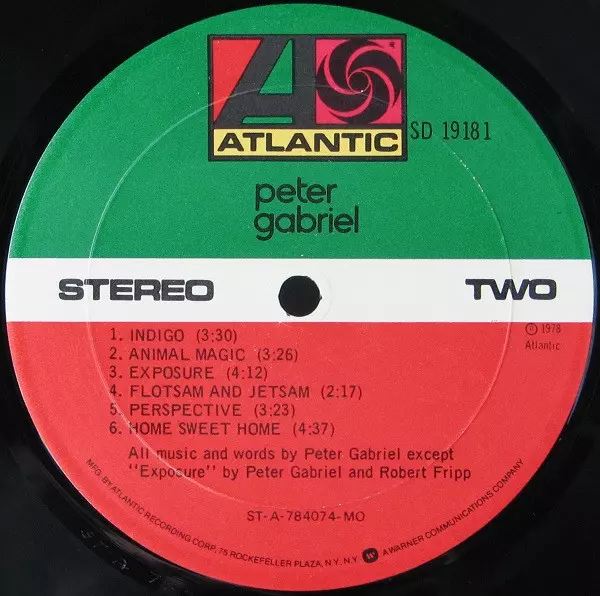 ATLANTIC
SD 19181
peter
gabriel
STEREO
TWO
℗ 1978
Atlantic
1. INDIGO (3:30)
2. ANIMAL MAGIC (3:26)
3. EXPOSURE (4:12)
4. FLOTSAM AND JETSAM (2:17)
5. PERSPECTIVE (3:23)
6. HOME SWEET HOME (4:37)
All music and words by Peter Gabriel except
"Exposure" by Peter Gabriel and Robert Fripp
ST-A-784074-MO
MFG. BY ATLANTIC RECORDING CORP., 75 ROCKEFELLER PLAZA, N.Y., N.Y. A WARNER COMMUNICATIONS COMPANY